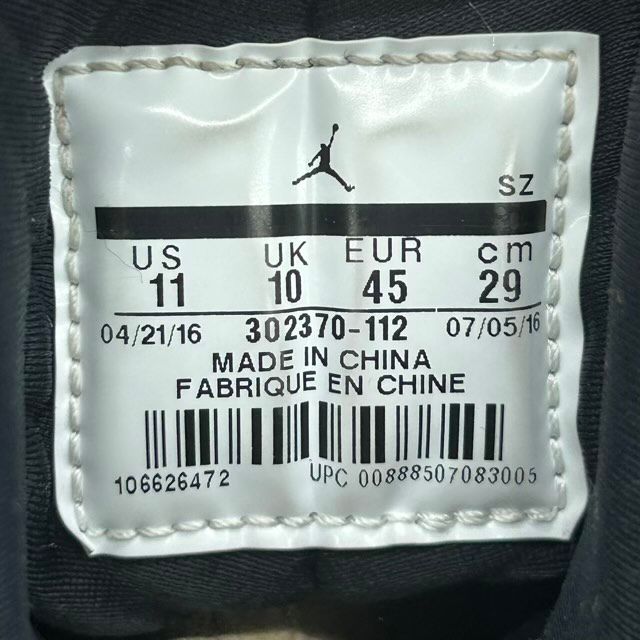 SZ
US UK EUR cm
11 10 45 29
04/21/16 302370-112 07/05/16
MADE IN CHINA
FABRIQUE EN CHINE
106626472 UPC 00888507083005